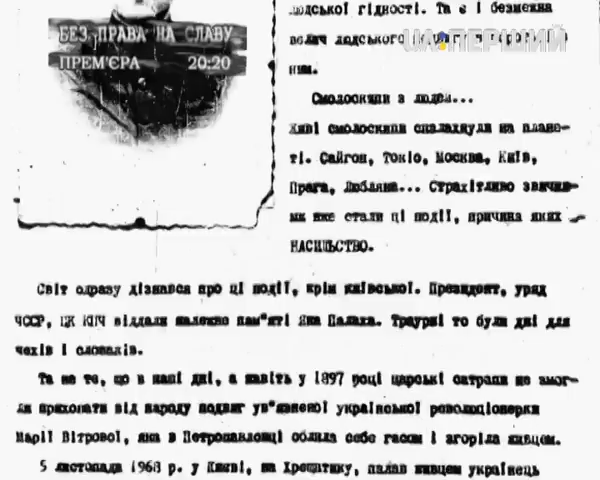 людської гідності. Та є і безмежна
велич людського
ним.
Смолоскипи з людей...
Живі смолоскипи спалахнули на плане-
ті. Сайгон, Токіо, Москва, Київ,
Прага, Любляна... Страхітливо звични-
ми вже стали ці події, причина яких -
НАСИЛЬСТВО.
БЕЗ ПРАВА НА СЛАВУ
ПРЕМ'ЄРА 20:20
UA:ПЕРШИЙ
Світ одразу дізнався про ці події, крім київської. Президент, уряд
ЧССР, ЦК КПЧ віддали належне пам"яті Яна Палаха. Траурні то були дні для
чехів і словаків.
Та не те, що в наші дні, а навіть у 1897 році царські сатрапи не змог-
ли приховати від народу подвиг ув"язненої української революціонерки
Марії Вітрової, яка в Петропавловці облила себе гасом і згоріла живцем.
5 листопада 1968 р. у Києві, на Хрещатику, палав живцем українець